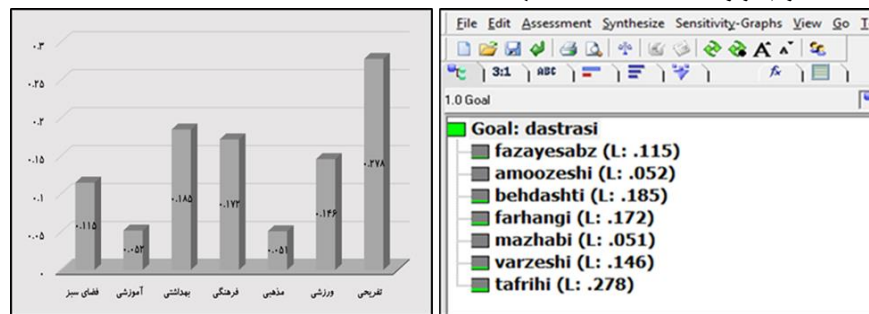 ۰.۳
۰.۲۵
۰.۲
۰.۱۵
۰.۱
۰.۰۵
۰
۰.۱۱۵
۰.۰۵۲
۰.۱۸۵
۰.۱۷۲
۰.۰۵۱
۰.۱۴۶
۰.۲۷۸
فضای سبز آموزشی بهداشتی فرهنگی مذهبی ورزشی تفریحی
File Edit Assessment Synthesize Sensitivity-Graphs View Go
3:1 ABC fx
1.0 Goal
Goal: dastrasi
fazayesabz (L: .115)
amoozeshi (L: .052)
behdashti (L: .185)
farhangi (L: .172)
mazhabi (L: .051)
varzeshi (L: .146)
tafrihi (L: .278)